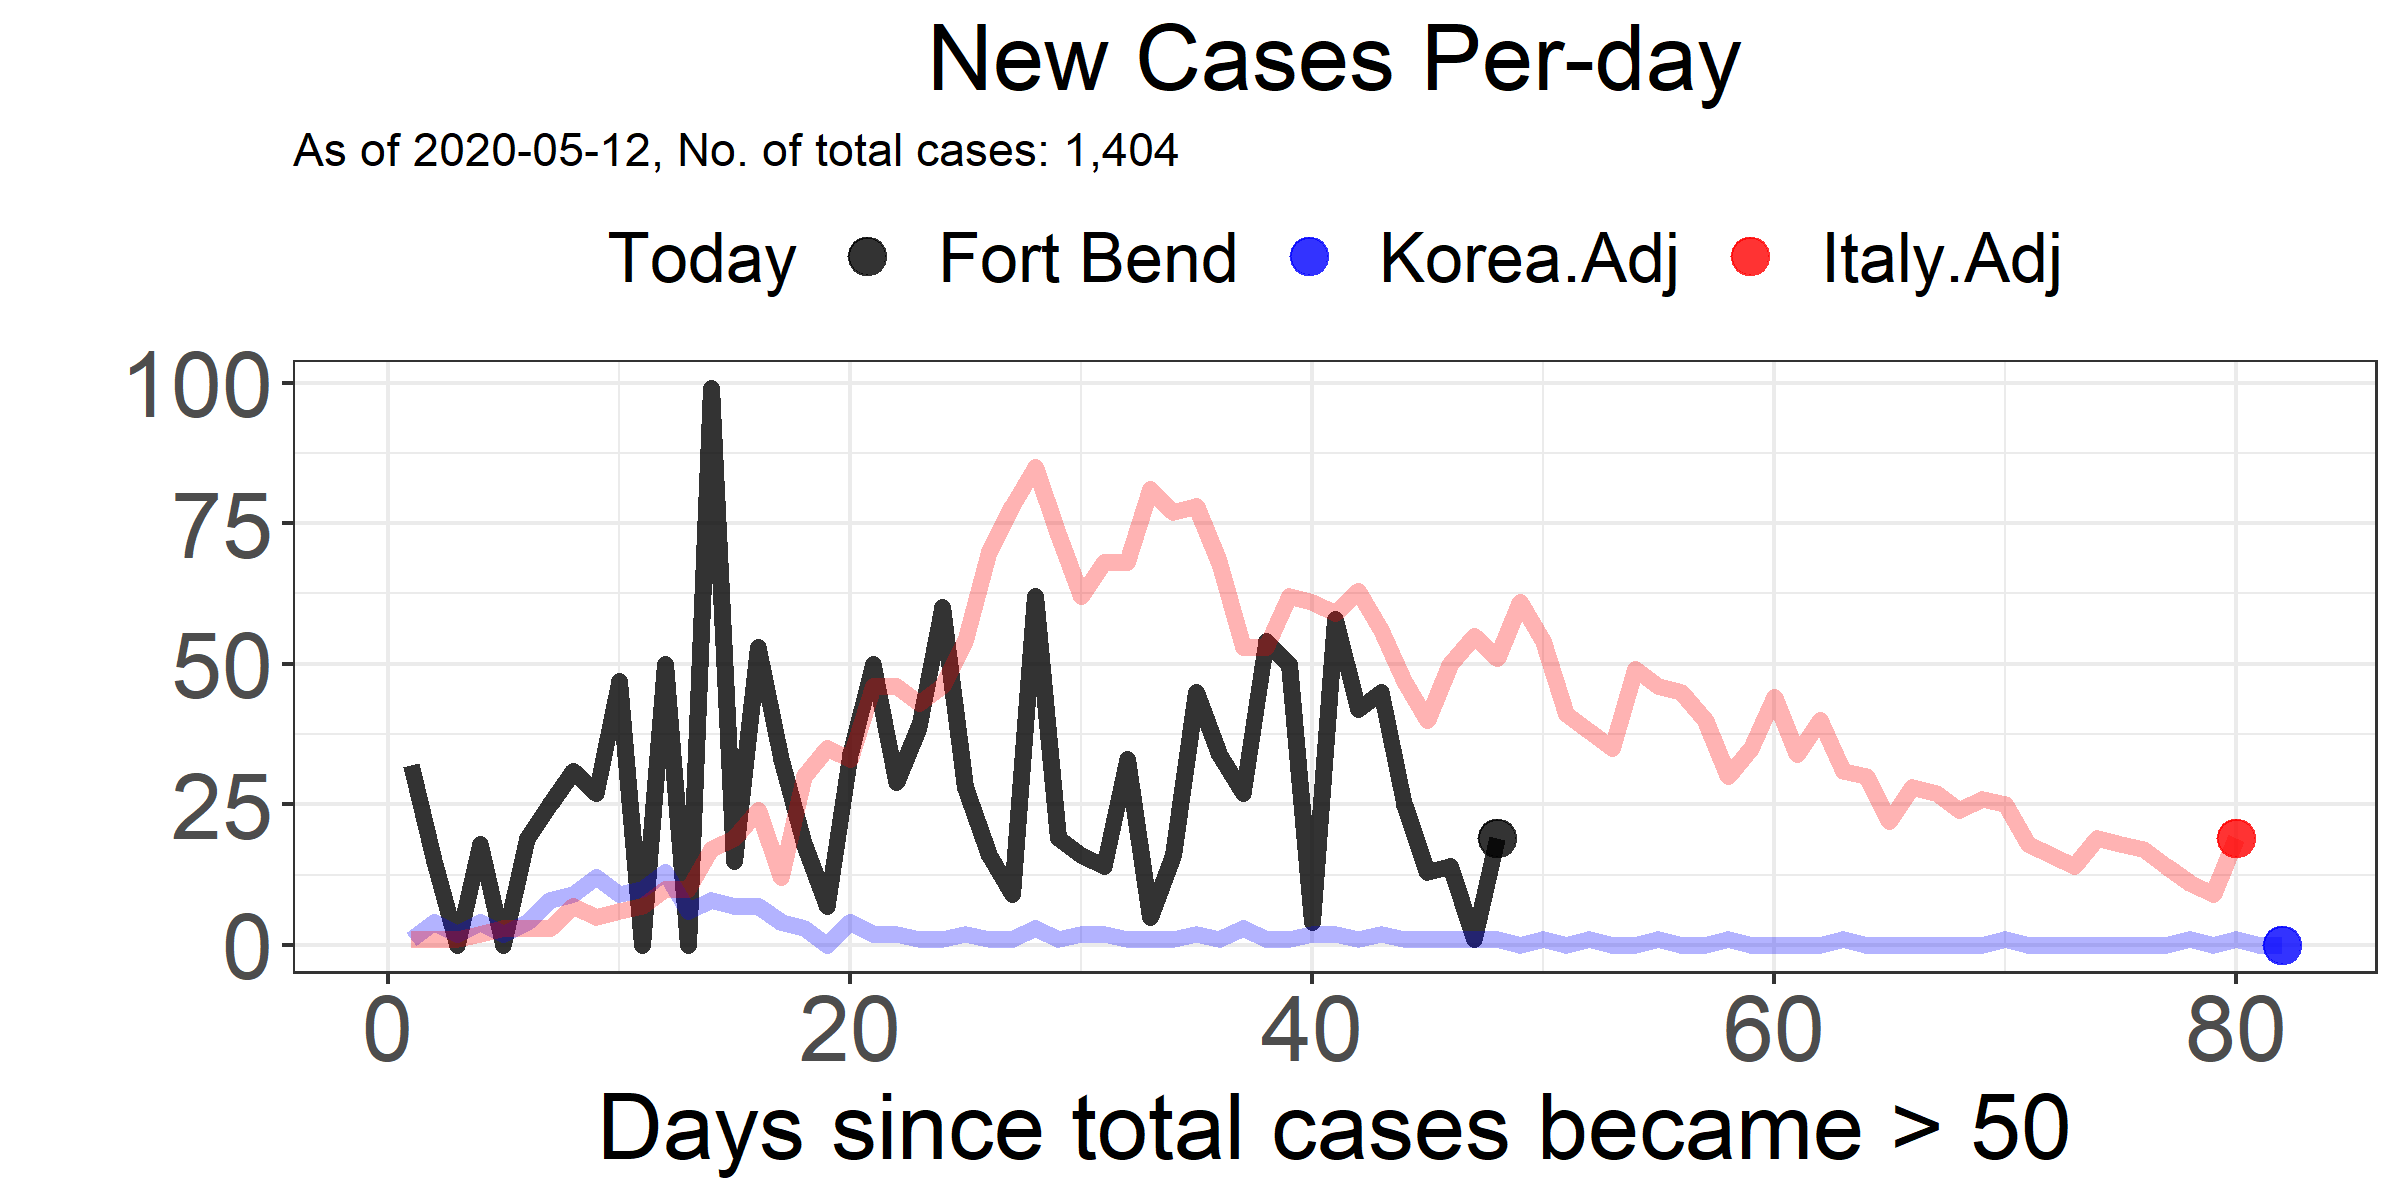 New Cases Per-day
As of 2020-05-12, No. of total cases: 1,404
Today Fort Bend Korea.Adj Italy.Adj
100
75
50
25
0
0 20 40 60 80
Days since total cases became > 50